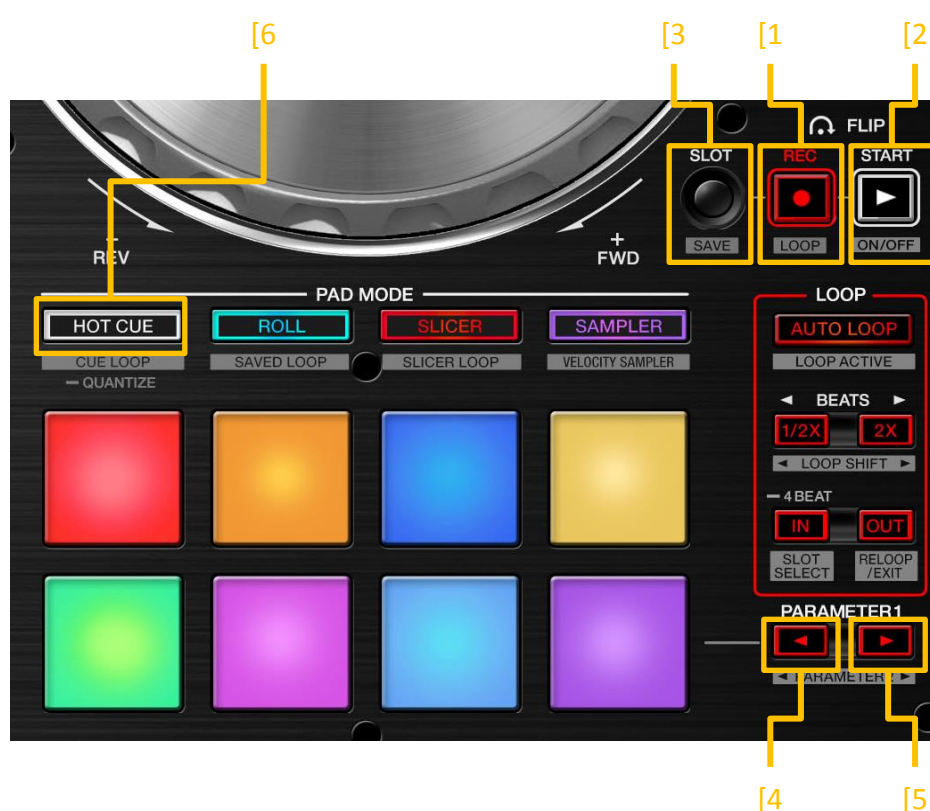 [6 [3 [1 [2
FLIP
SLOT REC START
SAVE LOOP ON/OFF
− REV + FWD
PAD MODE
HOT CUE ROLL SLICER SAMPLER
CUE LOOP SAVED LOOP SLICER LOOP VELOCITY SAMPLER
− QUANTIZE
LOOP
AUTO LOOP
LOOP ACTIVE
◄ BEATS ►
1/2X 2X
◄ LOOP SHIFT ►
− 4 BEAT
IN OUT
SLOT SELECT RELOOP /EXIT
PARAMETER1
◄ ►
◄ PARAMETER2 ►
[4 [5